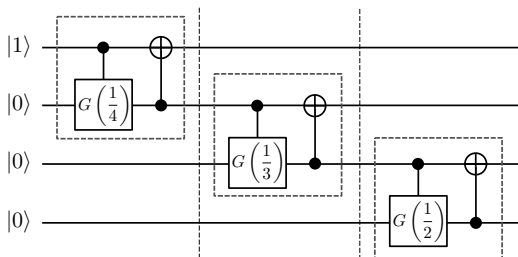 |1⟩
|0⟩ G(1/4)
|0⟩ G(1/3)
|0⟩ G(1/2)